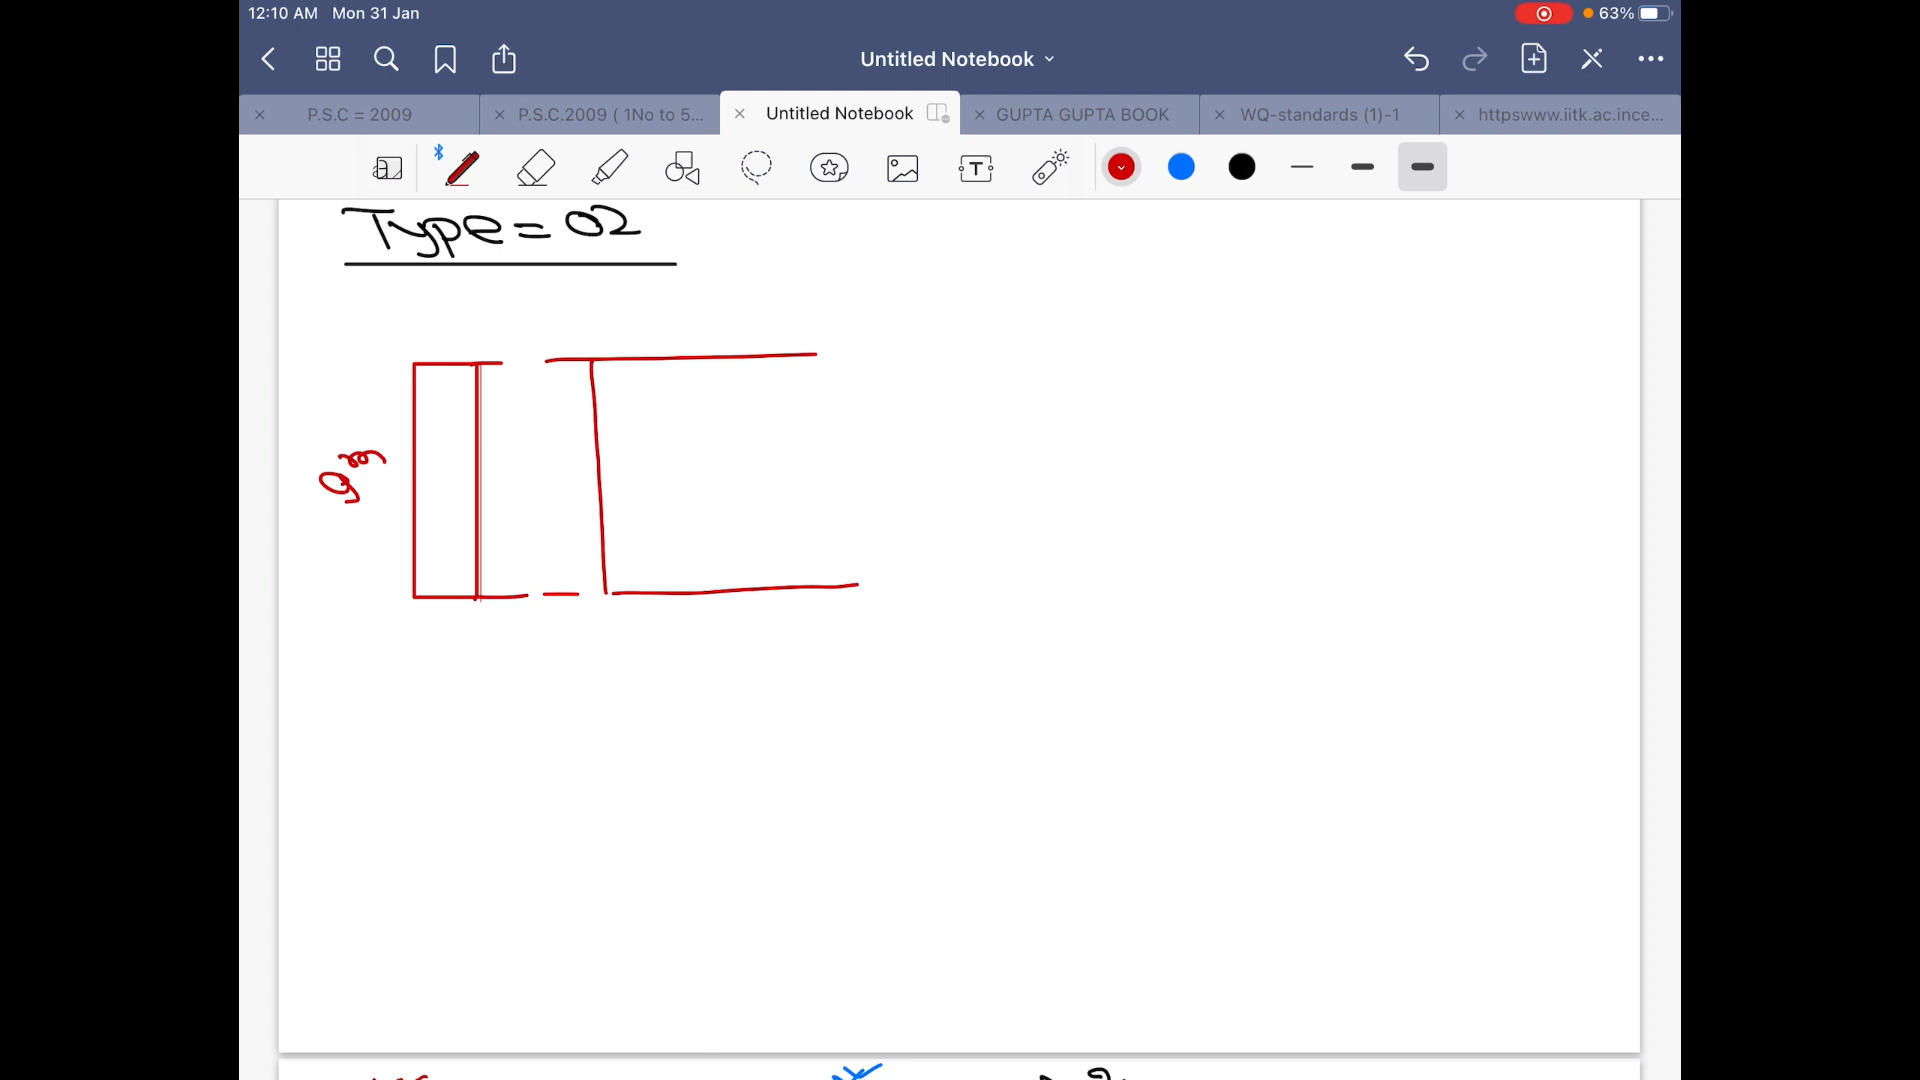 12:10 AM Mon 31 Jan
63%
Untitled Notebook
P.S.C = 2009
P.S.C.2009 ( 1No to 5...
Untitled Notebook
GUPTA GUPTA BOOK
WQ-standards (1)-1
httpswww.iitk.ac.ince...
Type = 02
9m